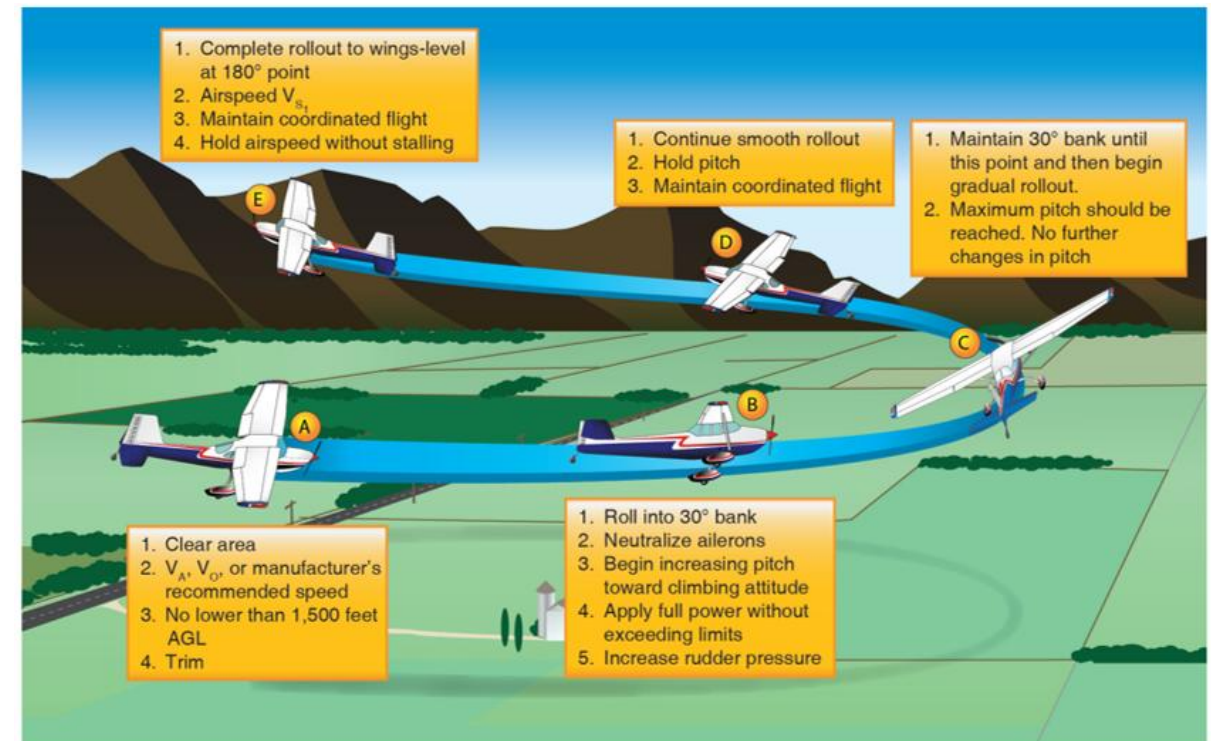 1. Complete rollout to wings-level
at 180° point
2. Airspeed VS1
3. Maintain coordinated flight
4. Hold airspeed without stalling
1. Continue smooth rollout
2. Hold pitch
3. Maintain coordinated flight
1. Maintain 30° bank until
this point and then begin
gradual rollout.
2. Maximum pitch should be
reached. No further
changes in pitch
E
D
C
B
A
1. Clear area
2. VA, VO, or manufacturer's
recommended speed
3. No lower than 1,500 feet
AGL
4. Trim
1. Roll into 30° bank
2. Neutralize ailerons
3. Begin increasing pitch
toward climbing attitude
4. Apply full power without
exceeding limits
5. Increase rudder pressure